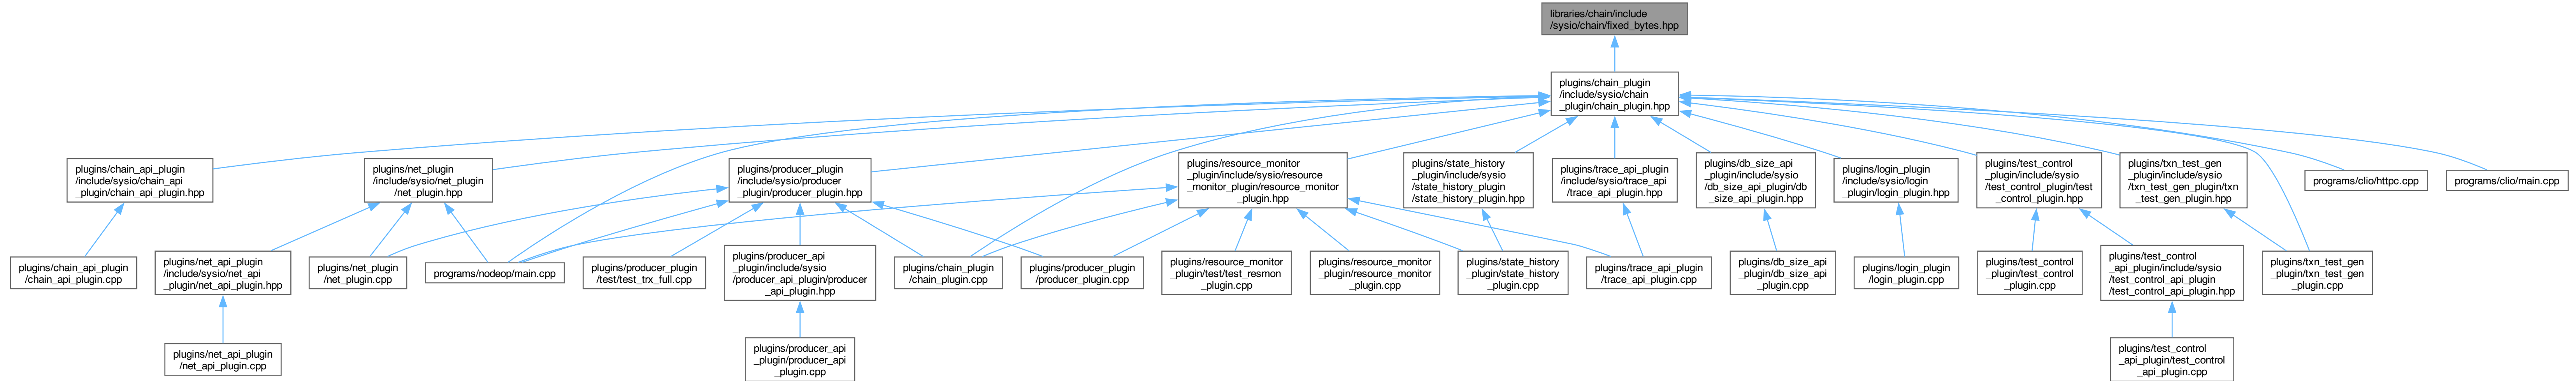 libraries/chain/include
/sysio/chain/fixed_bytes.hpp
plugins/chain_plugin
/include/sysio/chain
_plugin/chain_plugin.hpp
plugins/chain_api_plugin
/include/sysio/chain_api
_plugin/chain_api_plugin.hpp
plugins/net_plugin
/include/sysio/net_plugin
/net_plugin.hpp
plugins/producer_plugin
/include/sysio/producer
_plugin/producer_plugin.hpp
plugins/resource_monitor
_plugin/include/sysio/resource
_monitor_plugin/resource_monitor
_plugin.hpp
plugins/state_history
_plugin/include/sysio
/state_history_plugin
/state_history_plugin.hpp
plugins/trace_api_plugin
/include/sysio/trace_api
/trace_api_plugin.hpp
plugins/db_size_api
_plugin/include/sysio
/db_size_api_plugin/db
_size_api_plugin.hpp
plugins/login_plugin
/include/sysio/login
_plugin/login_plugin.hpp
plugins/test_control
_plugin/include/sysio
/test_control_plugin/test
_control_plugin.hpp
plugins/txn_test_gen
_plugin/include/sysio
/txn_test_gen_plugin/txn
_test_gen_plugin.hpp
programs/clio/httpc.cpp
programs/clio/main.cpp
plugins/chain_api_plugin
/chain_api_plugin.cpp
plugins/net_api_plugin
/include/sysio/net_api
_plugin/net_api_plugin.hpp
plugins/net_plugin
/net_plugin.cpp
programs/nodeop/main.cpp
plugins/producer_plugin
/test/test_trx_full.cpp
plugins/producer_api
_plugin/include/sysio
/producer_api_plugin/producer
_api_plugin.hpp
plugins/chain_plugin
/chain_plugin.cpp
plugins/producer_plugin
/producer_plugin.cpp
plugins/resource_monitor
_plugin/test/test_resmon
_plugin.cpp
plugins/resource_monitor
_plugin/resource_monitor
_plugin.cpp
plugins/state_history
_plugin/state_history
_plugin.cpp
plugins/trace_api_plugin
/trace_api_plugin.cpp
plugins/db_size_api
_plugin/db_size_api
_plugin.cpp
plugins/login_plugin
/login_plugin.cpp
plugins/test_control
_plugin/test_control
_plugin.cpp
plugins/test_control
_api_plugin/include/sysio
/test_control_api_plugin
/test_control_api_plugin.hpp
plugins/txn_test_gen
_plugin/txn_test_gen
_plugin.cpp
plugins/net_api_plugin
/net_api_plugin.cpp
plugins/producer_api
_plugin/producer_api
_plugin.cpp
plugins/test_control
_api_plugin/test_control
_api_plugin.cpp